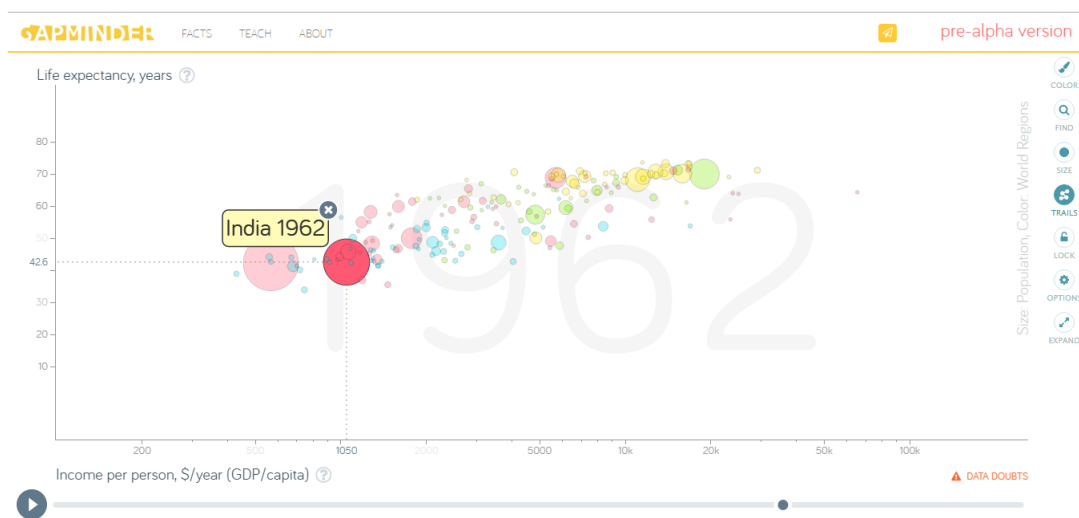 GAPMINDER FACTS TEACH ABOUT pre-alpha version
Life expectancy, years ?
COLOR
FIND
SIZE
TRAILS
LOCK
OPTIONS
EXPAND
Size: Population, Color: World Regions
1962
India 1962
80
70
60
50
42.6
30
20
10
200 500 1050 2000 5000 10k 20k 50k 100k
Income per person, $/year (GDP/capita) ? DATA DOUBTS